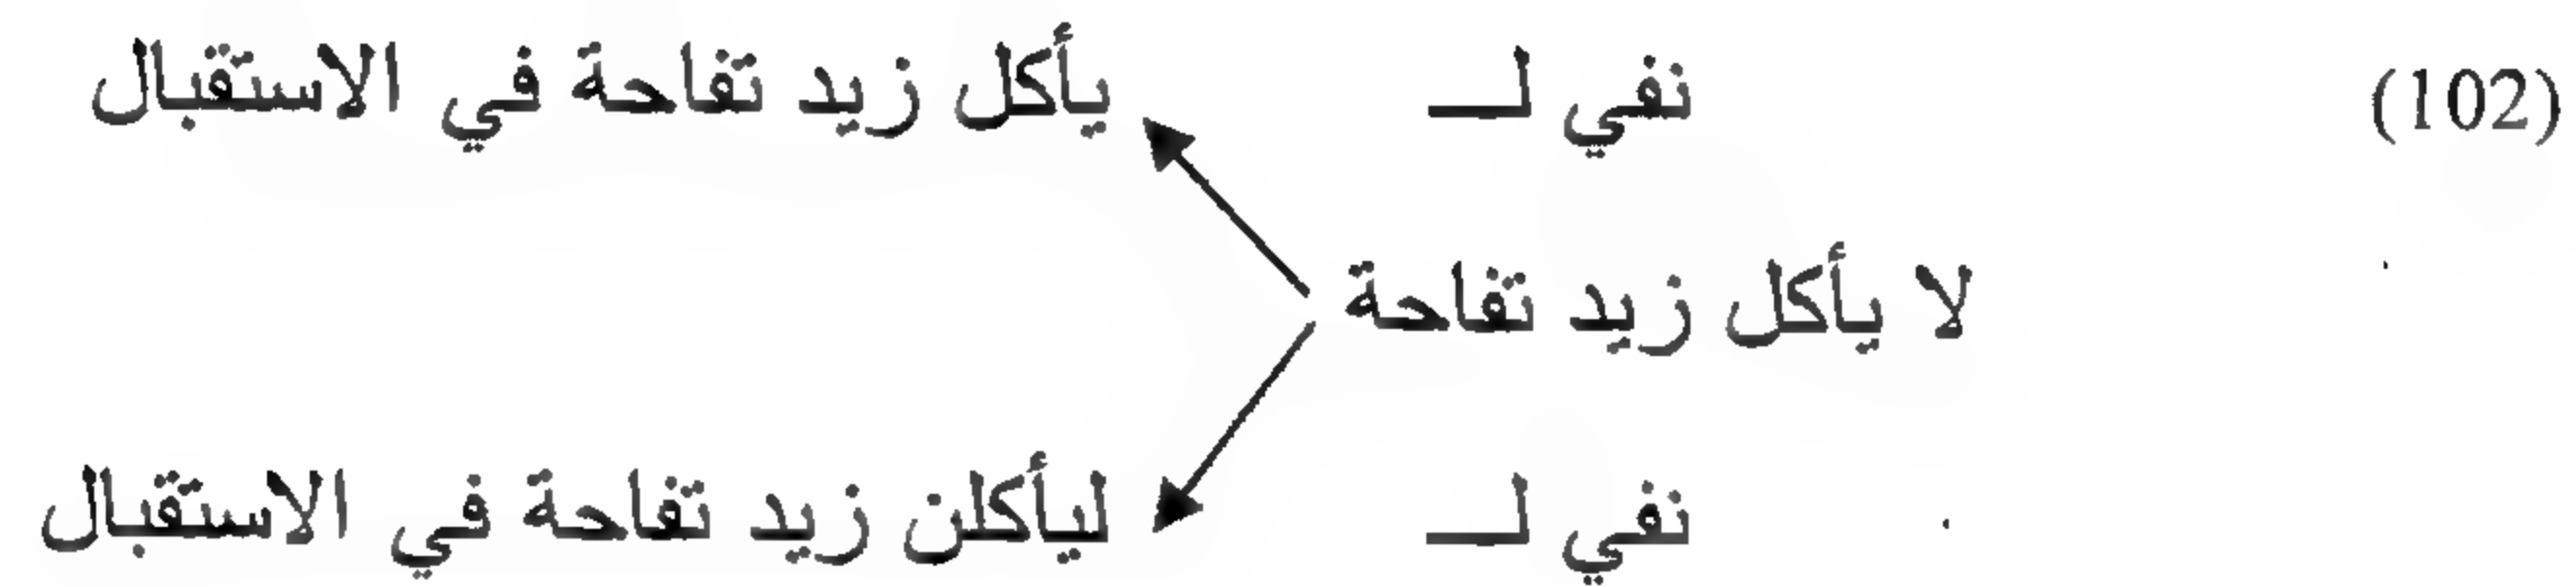 (102) نفي لـــ يأكل زيد تفاحة في الاستقبال
لا يأكل زيد تفاحة
نفي لـــ ليأكلن زيد تفاحة في الاستقبال